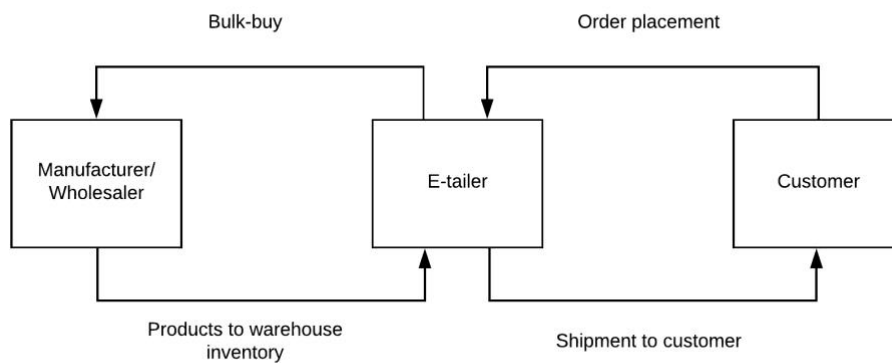 Bulk-buy
Order placement
Manufacturer/
Wholesaler
E-tailer
Customer
Products to warehouse
inventory
Shipment to customer